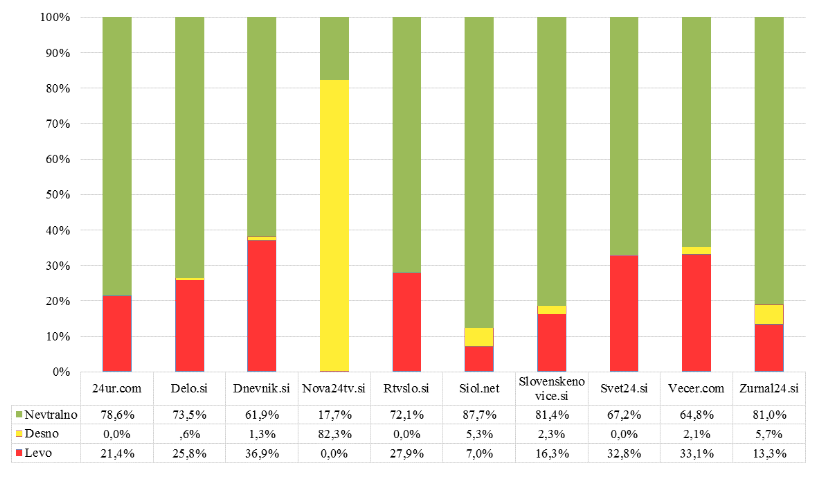 100%
90%
80%
70%
60%
50%
40%
30%
20%
10%
0%
24ur.com Delo.si Dnevnik.si Nova24tv.si Rtvslo.si Siol.net Slovenskeno vice.si Svet24.si Vecer.com Zurnal24.si
Nevtralno 78,6% 73,5% 61,9% 17,7% 72,1% 87,7% 81,4% 67,2% 64,8% 81,0%
Desno 0,0% ,6% 1,3% 82,3% 0,0% 5,3% 2,3% 0,0% 2,1% 5,7%
Levo 21,4% 25,8% 36,9% 0,0% 27,9% 7,0% 16,3% 32,8% 33,1% 13,3%